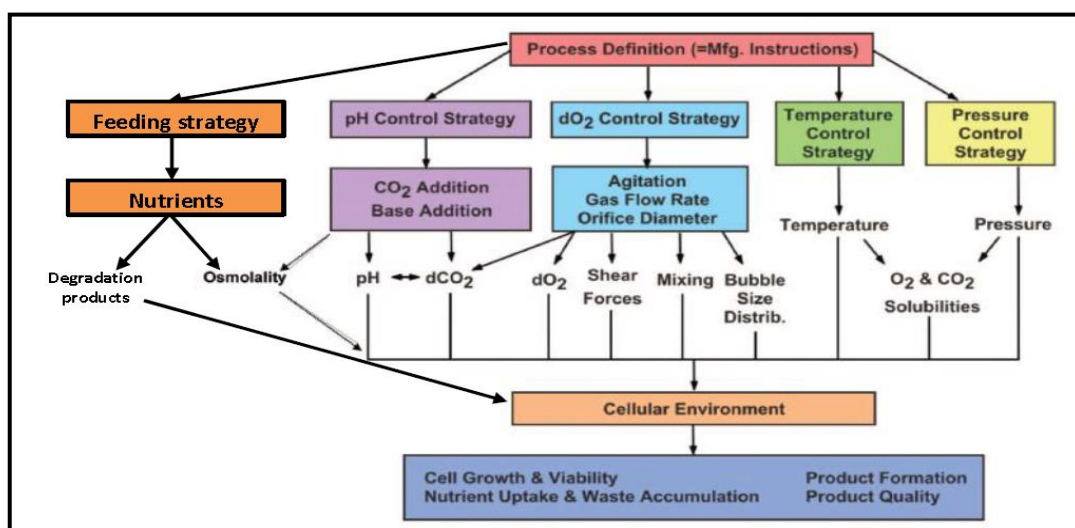 Process Definition (=Mfg. Instructions)
Feeding strategy
pH Control Strategy
dO₂ Control Strategy
Temperature
Control
Strategy
Pressure
Control
Strategy
Nutrients
CO₂ Addition
Base Addition
Agitation
Gas Flow Rate
Orifice Diameter
Temperature
Pressure
Degradation
products
Osmolality
pH
dCO₂
dO₂
Shear
Forces
Mixing
Bubble
Size
Distrib.
O₂ & CO₂
Solubilities
Cellular Environment
Cell Growth & Viability
Nutrient Uptake & Waste Accumulation
Product Formation
Product Quality